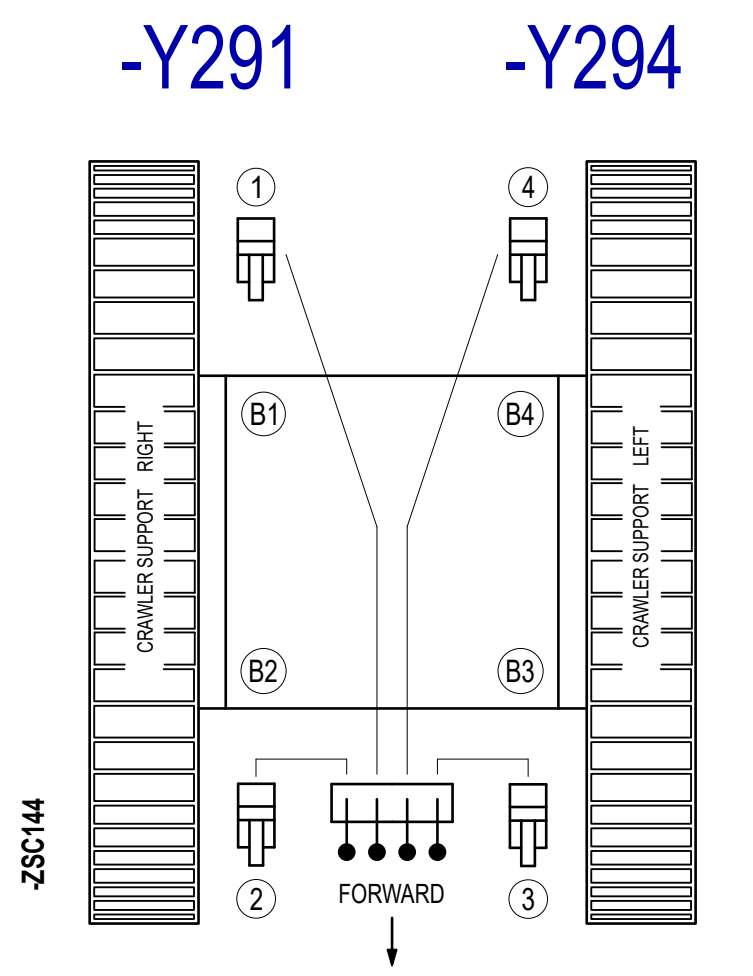 -Y291
-Y294
1
4
B1
B4
CRAWLER SUPPORT RIGHT
CRAWLER SUPPORT LEFT
B2
B3
-ZSC144
2
FORWARD
3